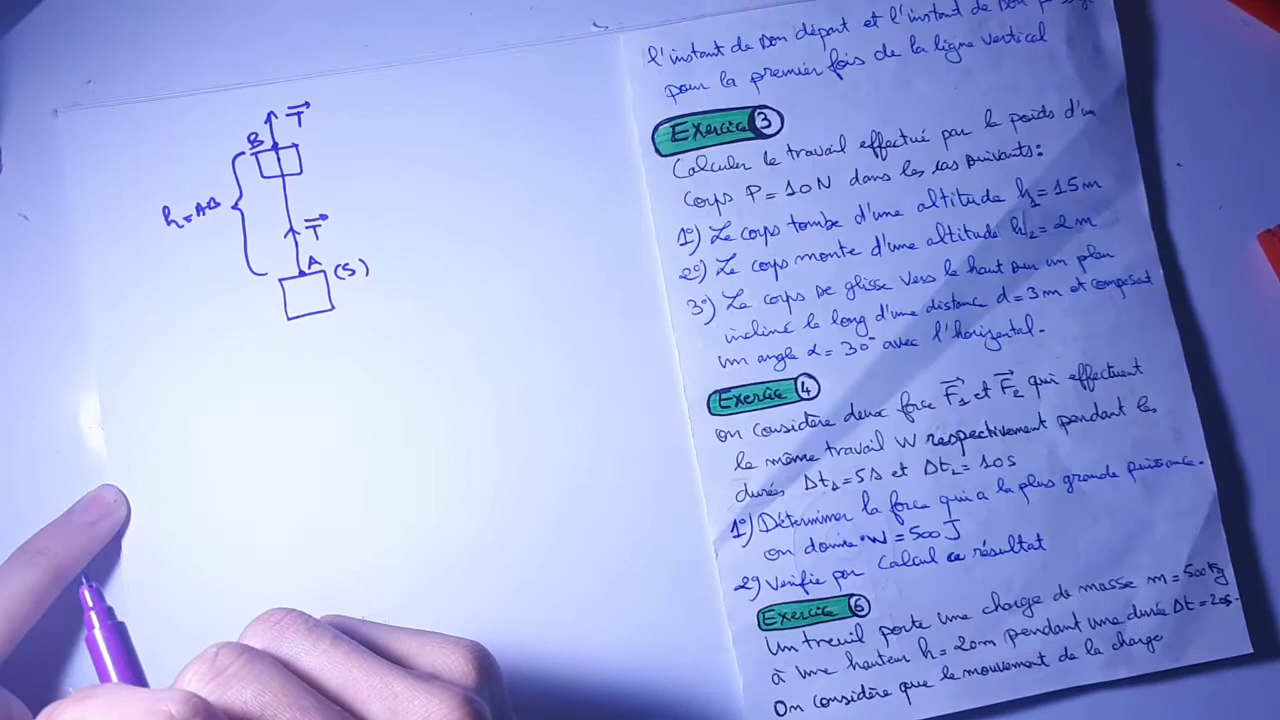 T
B
h=AB
T
A
(S)
l'instant de son départ et l'instant de son
pour la premier fois de la ligne vertical
Exercice 3
Calculer le travail effectué par le poids d'un
corps P=10N dans les cas suivants:
1°) Le corps tombe d'une altitude h1=15m
2°) Le corps monte d'une altitude h2=2m
3°) Le corps se glisse vers le haut sur un plan
incliné le long d'une distance d=3m et composant
un angle α=30° avec l'horizental.
Exercice 4
on considère deux force F1 et F2 qui effectuent
le même travail W respectivement pendant les
durés Δt1=5s et Δt2=10s
1°) Déterminer la force qui a la plus grande puissance.
on donne W=500J
2°) Verifie par calcul ce résultat
Exercice 6
Un treuil porte une charge de masse m=500kg
à une hauteur h=20m pendant une durée Δt=20s.
On considère que le mouvement de la charge